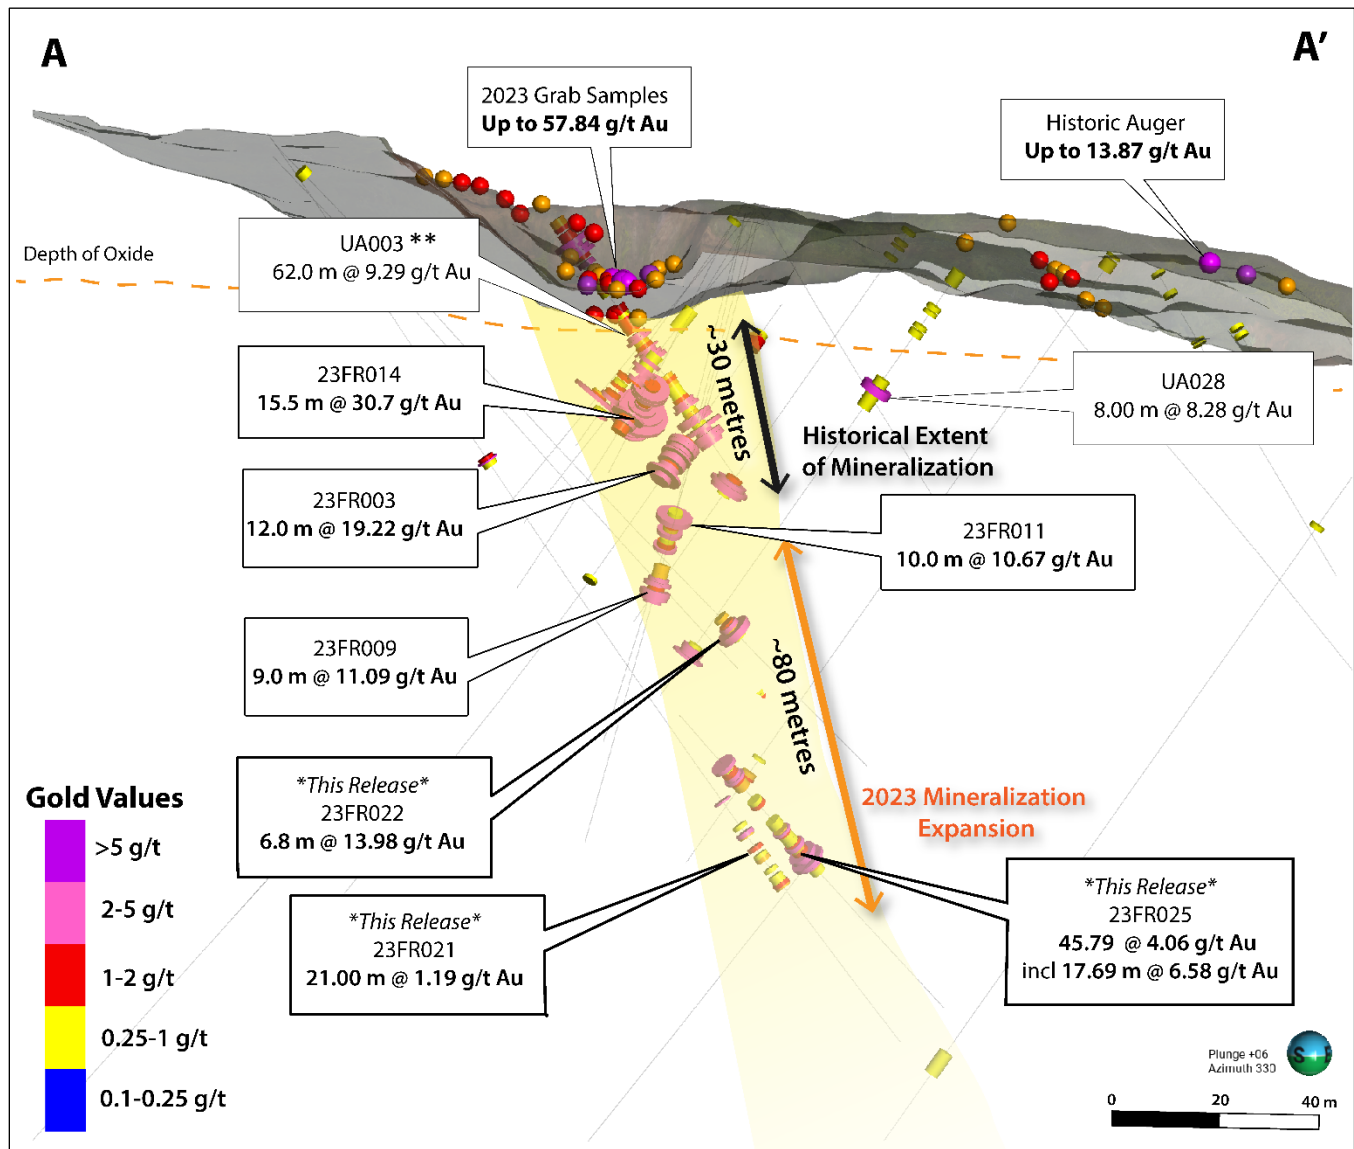 A
A'
2023 Grab Samples
Up to 57.84 g/t Au
Historic Auger
Up to 13.87 g/t Au
Depth of Oxide
UA003 **
62.0 m @ 9.29 g/t Au
23FR014
15.5 m @ 30.7 g/t Au
~30 metres
Historical Extent
of Mineralization
UA028
8.00 m @ 8.28 g/t Au
23FR003
12.0 m @ 19.22 g/t Au
23FR011
10.0 m @ 10.67 g/t Au
23FR009
9.0 m @ 11.09 g/t Au
~80 metres
*This Release*
23FR022
6.8 m @ 13.98 g/t Au
2023 Mineralization
Expansion
*This Release*
23FR021
21.00 m @ 1.19 g/t Au
*This Release*
23FR025
45.79 @ 4.06 g/t Au
incl 17.69 m @ 6.58 g/t Au
Gold Values
>5 g/t
2-5 g/t
1-2 g/t
0.25-1 g/t
0.1-0.25 g/t
Plunge +06
Azimuth 330
S E
0 20 40 m